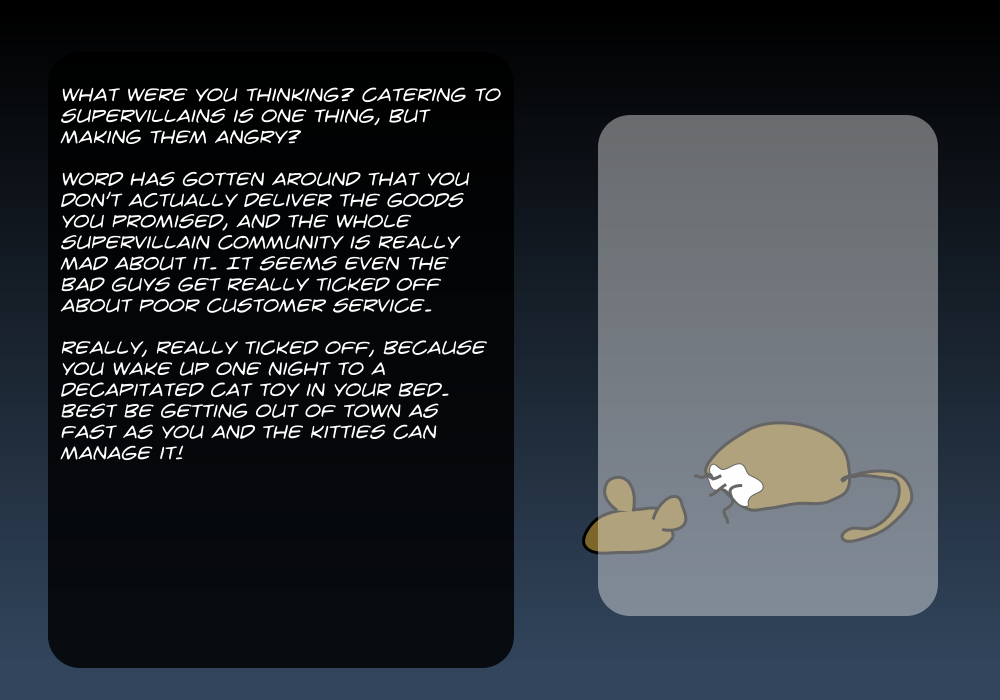 WHAT WERE YOU THINKING? CATERING TO
SUPERVILLAINS IS ONE THING, BUT
MAKING THEM ANGRY?
WORD HAS GOTTEN AROUND THAT YOU
DON'T ACTUALLY DELIVER THE GOODS
YOU PROMISED, AND THE WHOLE
SUPERVILLAIN COMMUNITY IS REALLY
MAD ABOUT IT. IT SEEMS EVEN THE
BAD GUYS GET REALLY TICKED OFF
ABOUT POOR CUSTOMER SERVICE.
REALLY, REALLY TICKED OFF, BECAUSE
YOU WAKE UP ONE NIGHT TO A
DECAPITATED CAT TOY IN YOUR BED.
BEST BE GETTING OUT OF TOWN AS
FAST AS YOU AND THE KITTIES CAN
MANAGE IT!